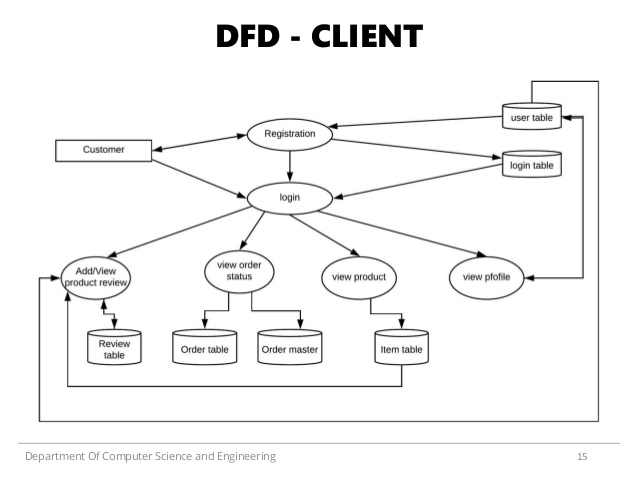 DFD - CLIENT
user table
Registration
Customer
login table
login
Add/View
product review
view order
status
view product
view pfofile
Review
table
Order table
Order master
Item table
Department Of Computer Science and Engineering
15